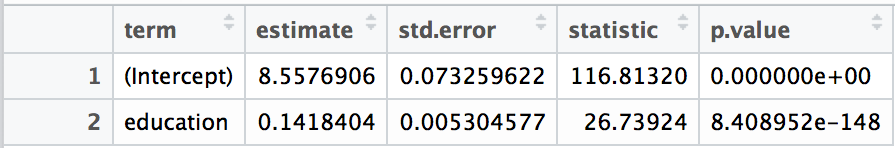 term estimate std.error statistic p.value
1 (Intercept) 8.5576906 0.073259622 116.81320 0.000000e+00
2 education 0.1418404 0.005304577 26.73924 8.408952e-148